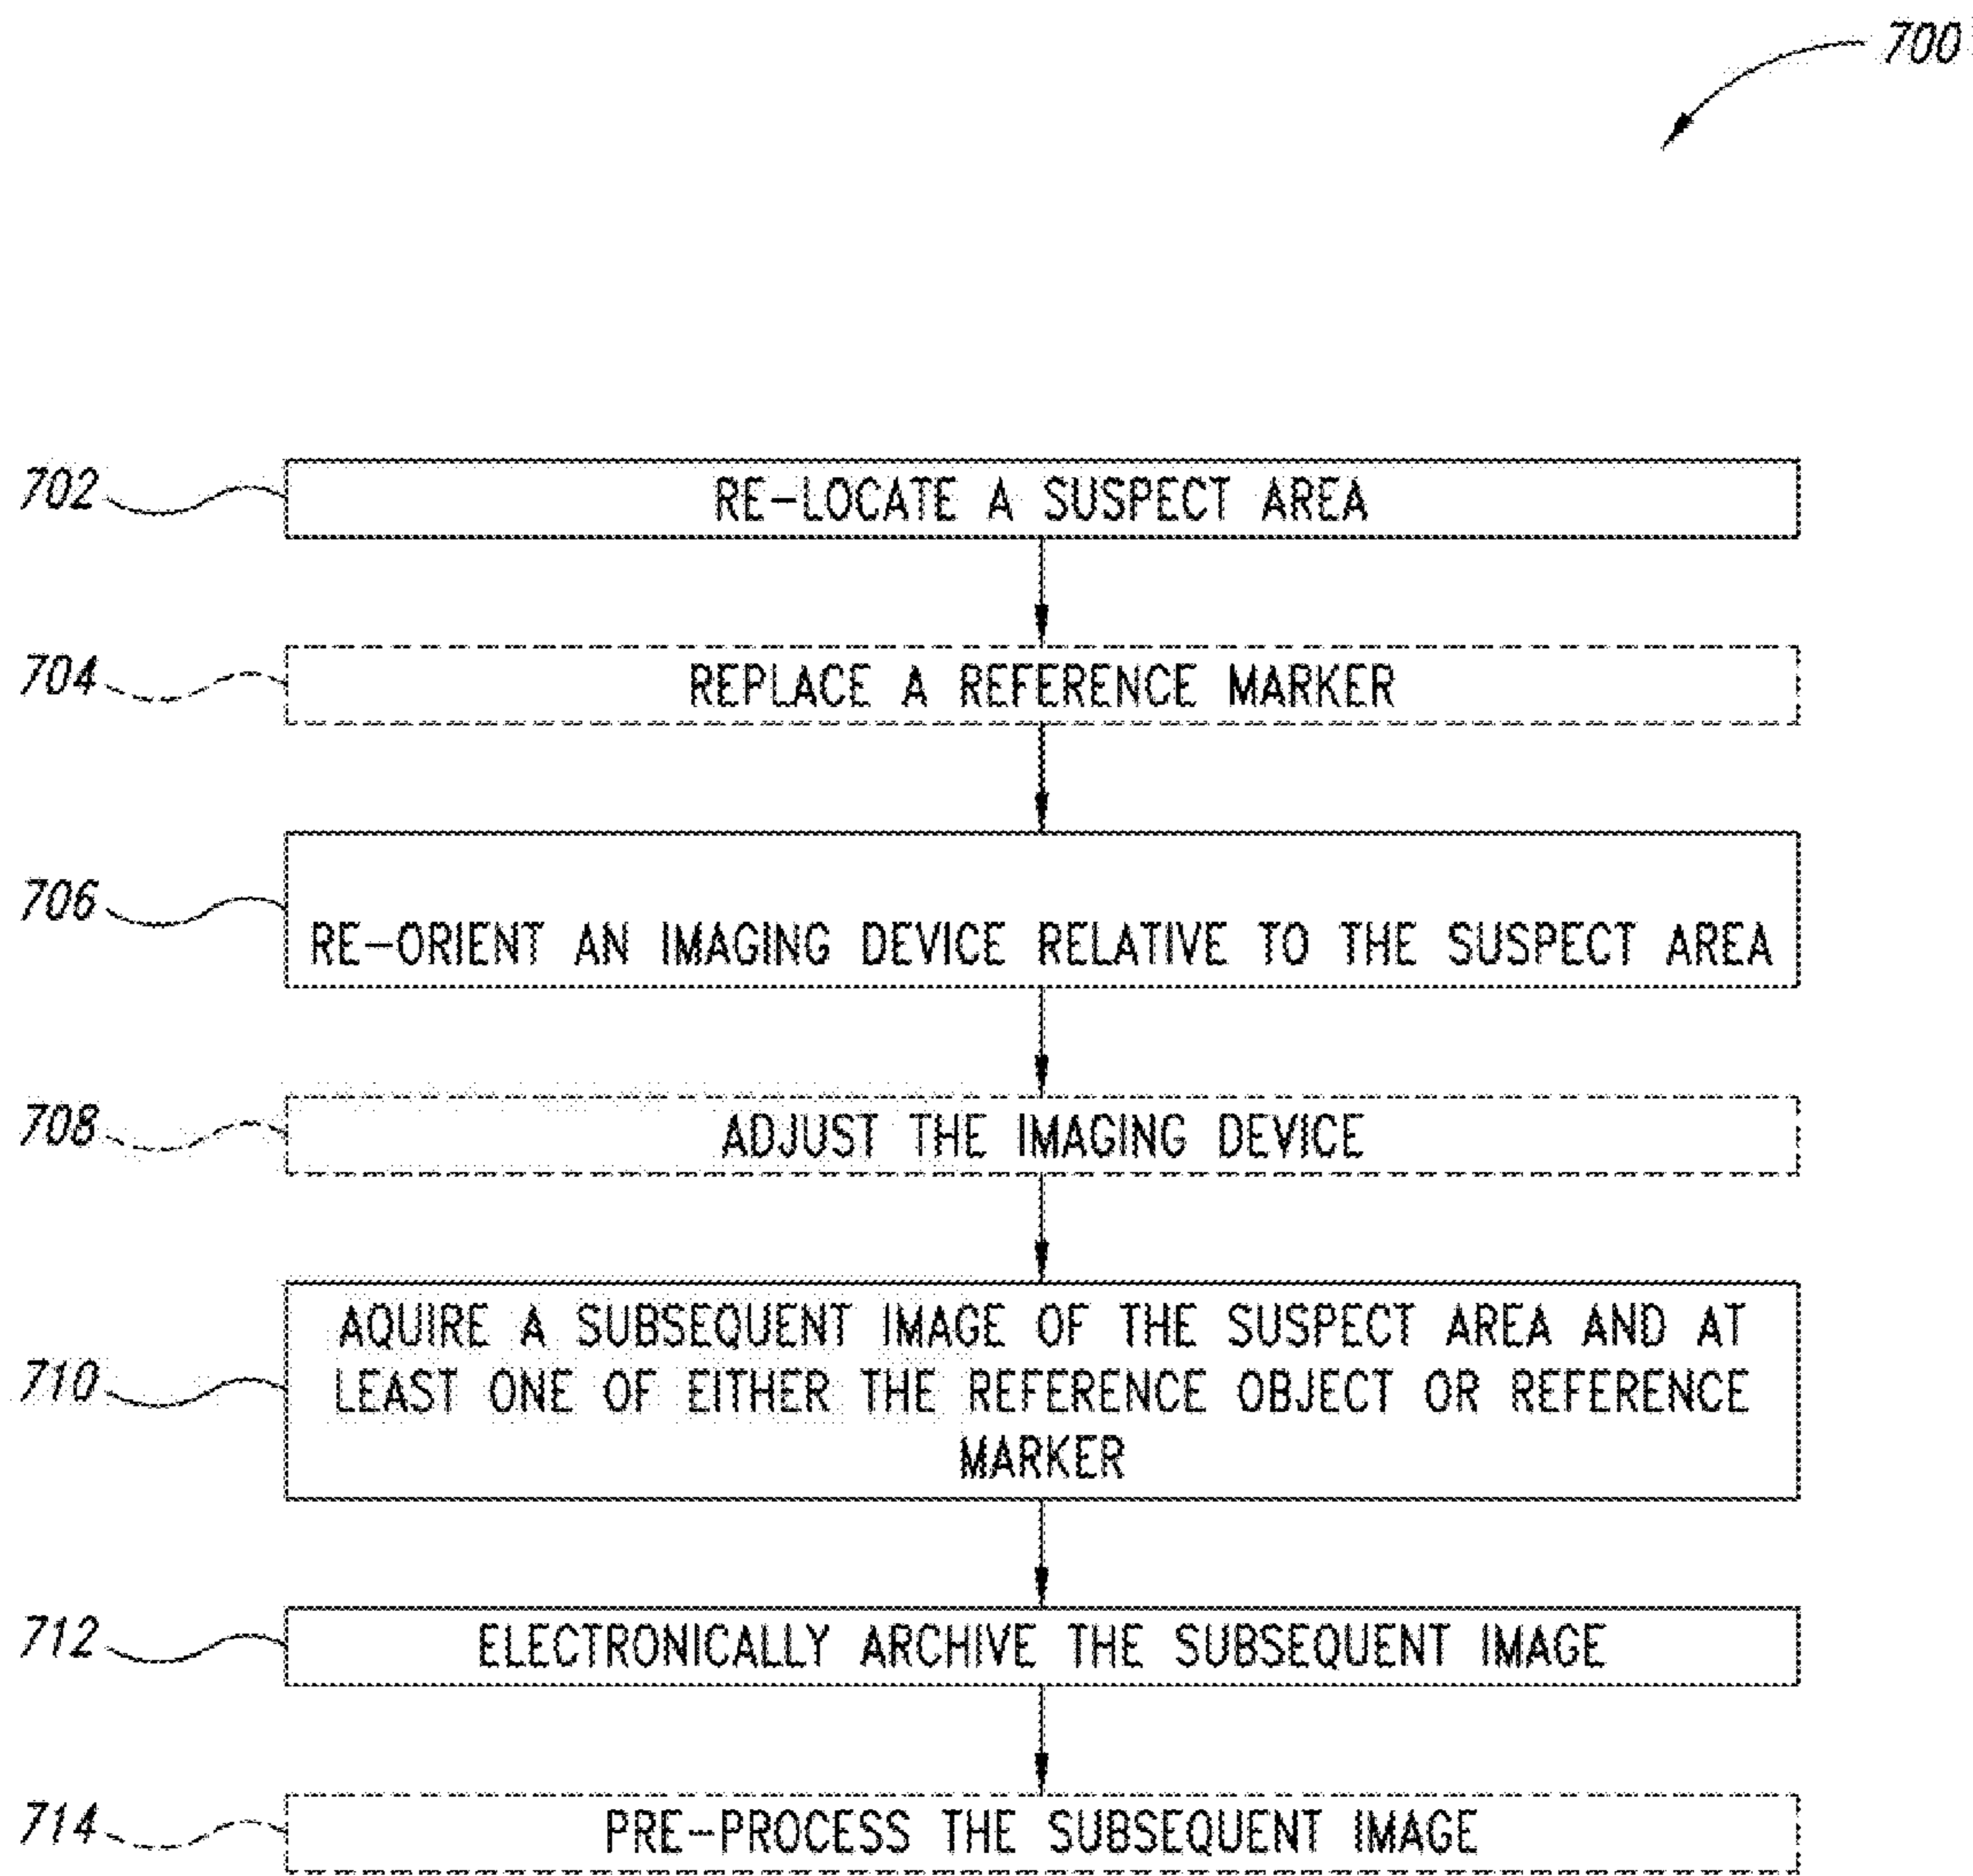 700
702
RE-LOCATE A SUSPECT AREA
704
REPLACE A REFERENCE MARKER
706
RE-ORIENT AN IMAGING DEVICE RELATIVE TO THE SUSPECT AREA
708
ADJUST THE IMAGING DEVICE
710
AQUIRE A SUBSEQUENT IMAGE OF THE SUSPECT AREA AND AT
LEAST ONE OF EITHER THE REFERENCE OBJECT OR REFERENCE
MARKER
712
ELECTRONICALLY ARCHIVE THE SUBSEQUENT IMAGE
714
PRE-PROCESS THE SUBSEQUENT IMAGE